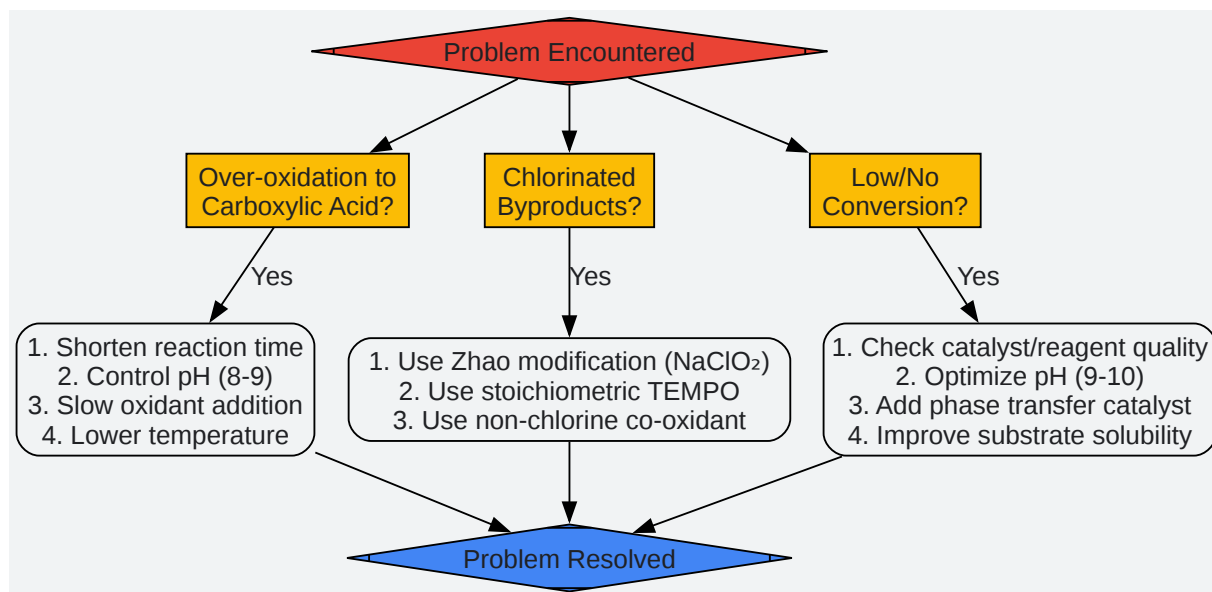 Problem Encountered
Over-oxidation to
Carboxylic Acid?
Chlorinated
Byproducts?
Low/No
Conversion?
Yes
Yes
Yes
1. Shorten reaction time
2. Control pH (8-9)
3. Slow oxidant addition
4. Lower temperature
1. Use Zhao modification (NaClO₂)
2. Use stoichiometric TEMPO
3. Use non-chlorine co-oxidant
1. Check catalyst/reagent quality
2. Optimize pH (9-10)
3. Add phase transfer catalyst
4. Improve substrate solubility
Problem Resolved